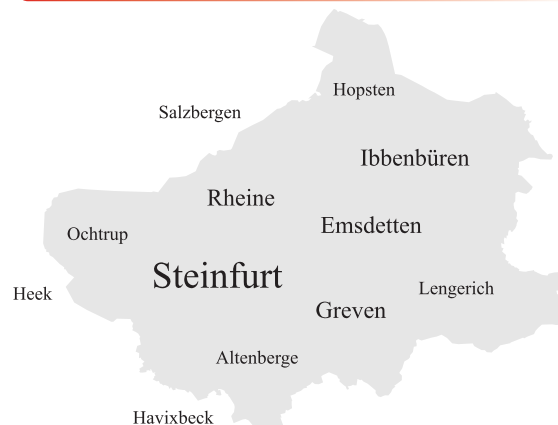 Hopsten
Salzbergen
Ibbenbüren
Rheine
Emsdetten
Ochtrup
Steinfurt
Lengerich
Heek
Greven
Altenberge
Havixbeck